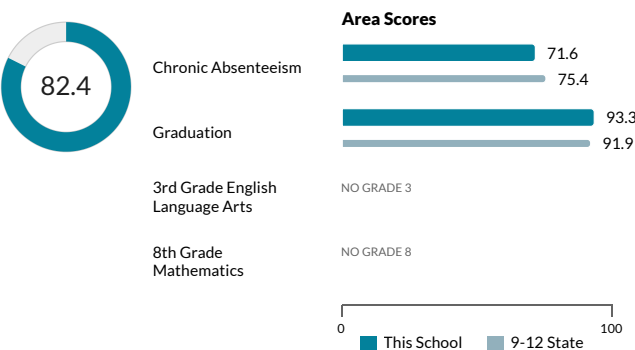 Area Scores
82.4
Chronic Absenteeism
71.6
75.4
Graduation
93.3
91.9
3rd Grade English
Language Arts
NO GRADE 3
8th Grade
Mathematics
NO GRADE 8
0
100
This School
9-12 State